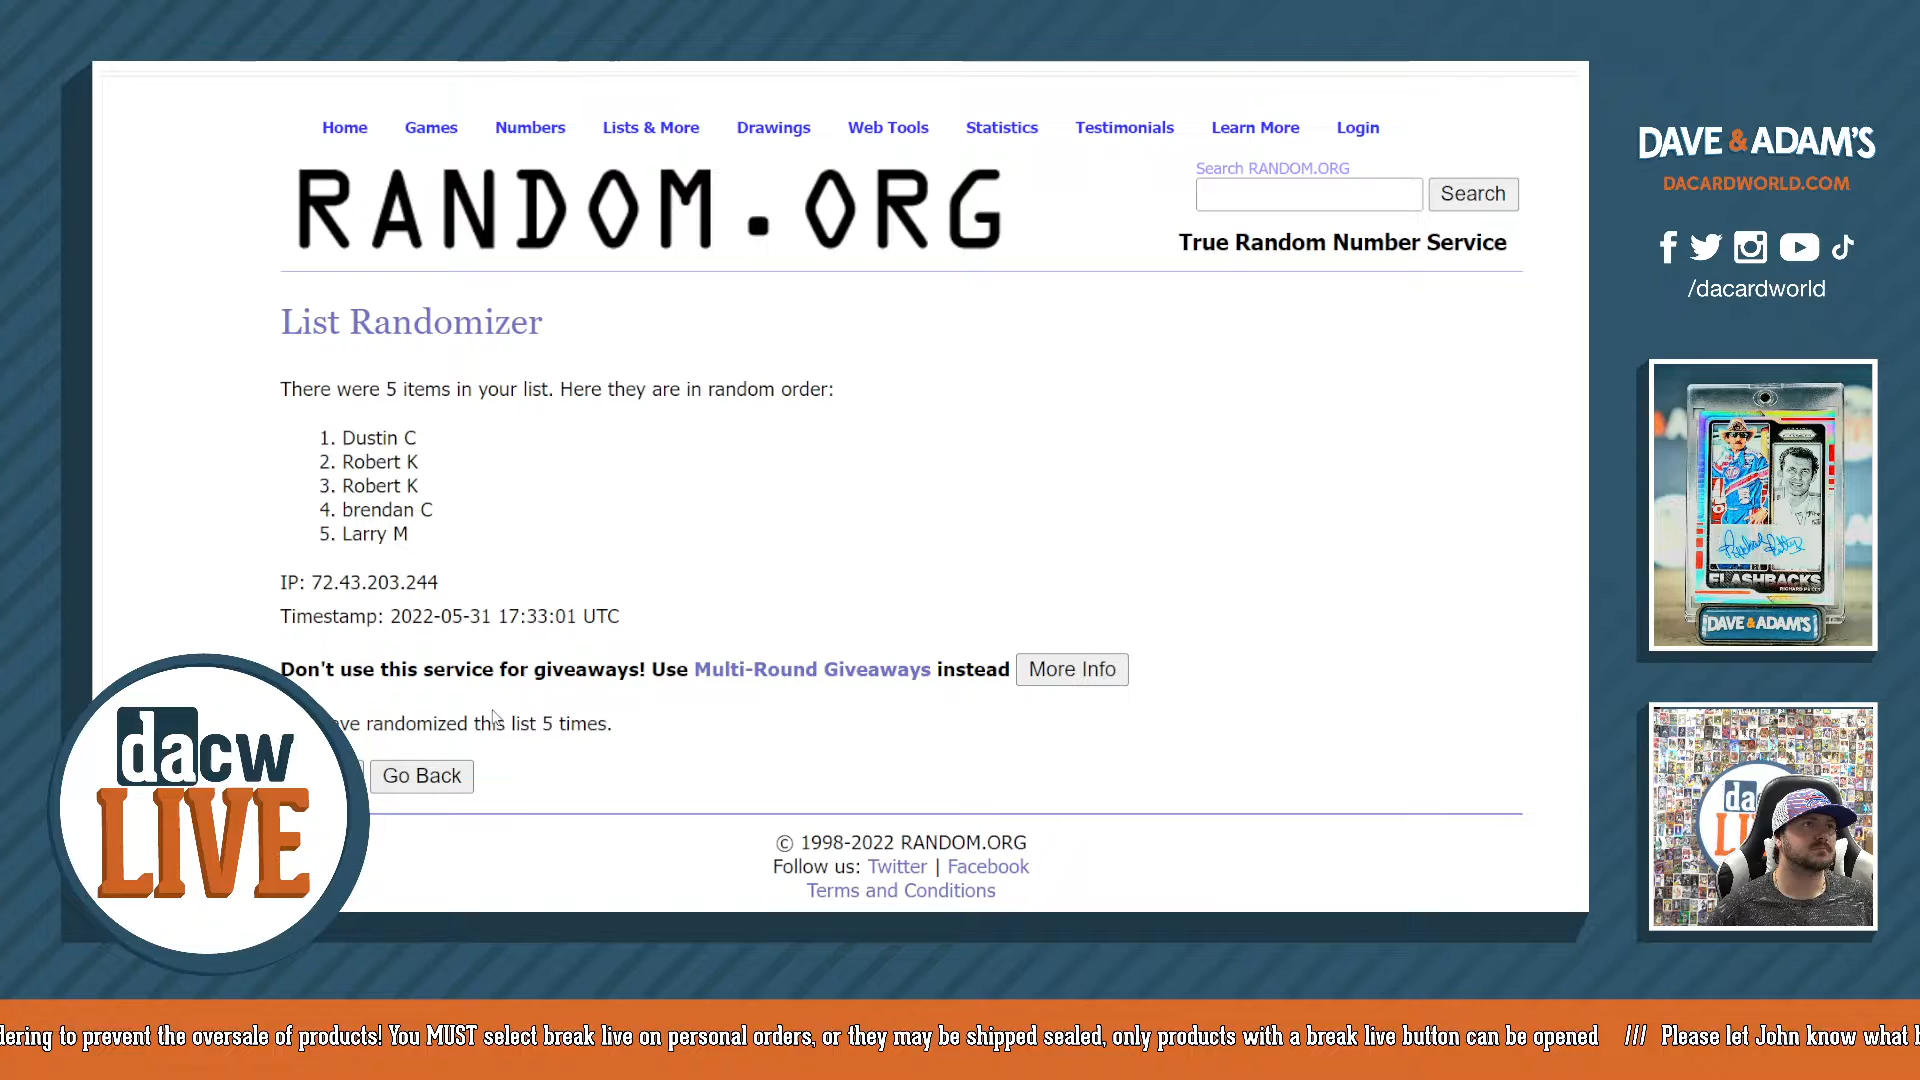 Home Games Numbers Lists & More Drawings Web Tools Statistics Testimonials Learn More Login
RANDOM.ORG
Search RANDOM.ORG
Search
True Random Number Service
List Randomizer
There were 5 items in your list. Here they are in random order:
1. Dustin C
2. Robert K
3. Robert K
4. brendan C
5. Larry M
IP: 72.43.203.244
Timestamp: 2022-05-31 17:33:01 UTC
Don't use this service for giveaways! Use Multi-Round Giveaways instead More Info
randomized this list 5 times.
Go Back
© 1998-2022 RANDOM.ORG
Follow us: Twitter | Facebook
Terms and Conditions
dacw
LIVE
DAVE & ADAM'S
DACARDWORLD.COM
/dacardworld
FLASHBACKS
RICHARD PETTY
DAVE & ADAM'S
da
to prevent the oversale of products! You MUST select break live on personal orders, or they may be shipped sealed, only products with a break live button can be opened /// Please let John know what